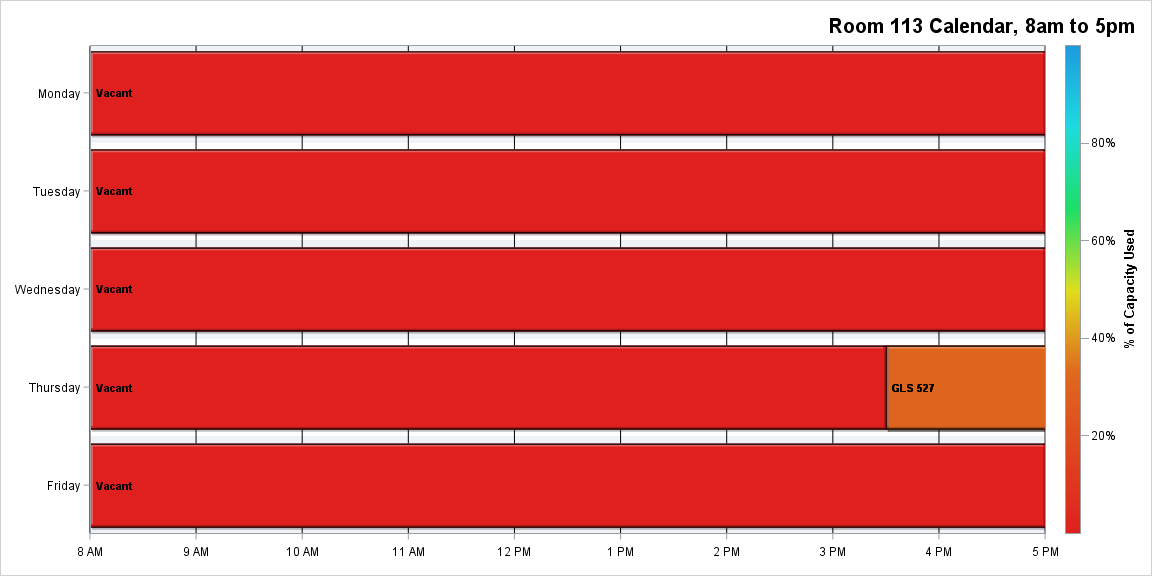 Room 113 Calendar, 8am to 5pm
Monday
Vacant
Tuesday
Vacant
Wednesday
Vacant
Thursday
Vacant
GLS 527
Friday
Vacant
8 AM 9 AM 10 AM 11 AM 12 PM 1 PM 2 PM 3 PM 4 PM 5 PM
80%
60%
40%
20%
% of Capacity Used